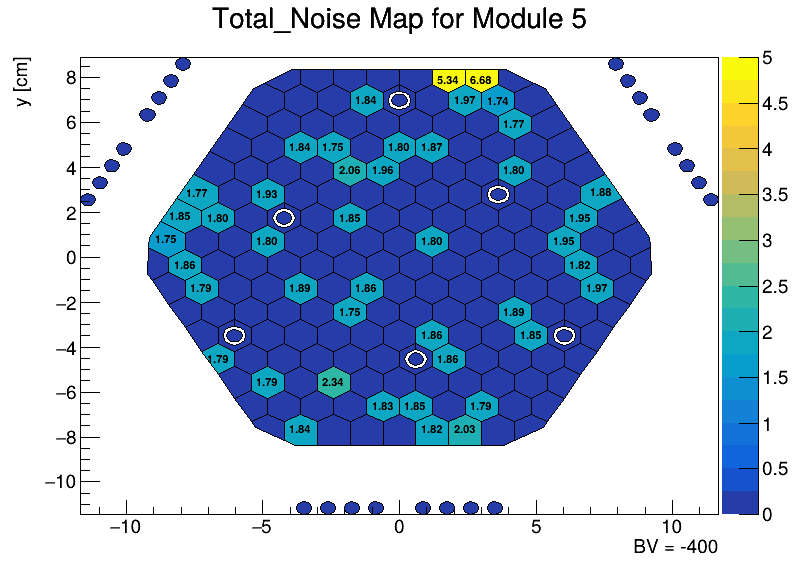 Total_Noise Map for Module 5
y [cm]
8
6
4
2
0
−2
−4
−6
−8
−10
5.34 6.68
1.84 1.97 1.74
1.77
1.84 1.75 1.80 1.87
2.06 1.96 1.80
1.77 1.93 1.88
1.85 1.80 1.85 1.95
1.75 1.80 1.80 1.95
1.86 1.82
1.79 1.89 1.86 1.97
1.75 1.89
1.86 1.85
1.79 1.86
1.79 2.34
1.83 1.85 1.79
1.84 1.82 2.03
5
4.5
4
3.5
3
2.5
2
1.5
1
0.5
0
−10 −5 0 5 10
BV = -400